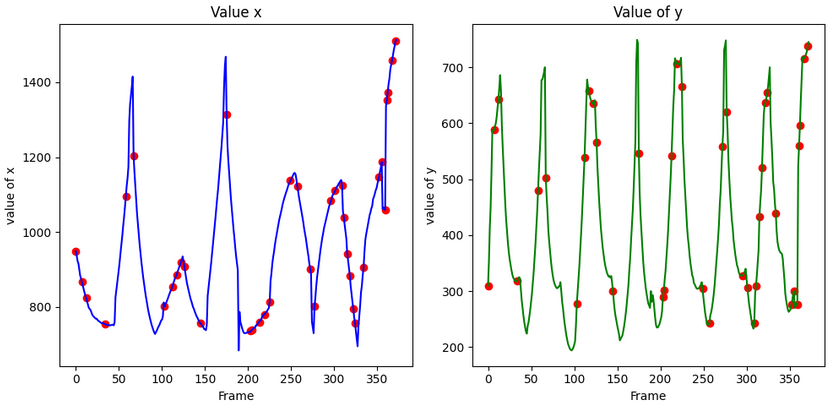 Value x
value of x
1400
1200
1000
800
0 50 100 150 200 250 300 350
Frame
Value of y
value of y
700
600
500
400
300
200
0 50 100 150 200 250 300 350
Frame